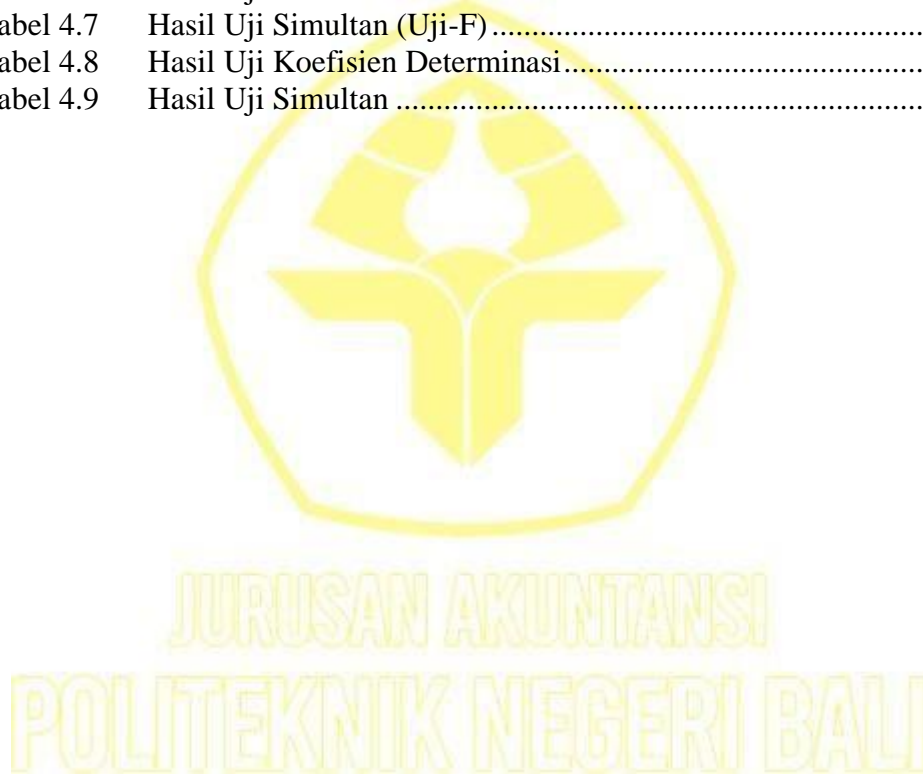 abel 4.7 Hasil Uji Simultan (Uji-F)........................................................
abel 4.8 Hasil Uji Koefisien Determinasi..............................................
abel 4.9 Hasil Uji Simultan ....................................................................
JURUSAN AKUNTANSI
POLITEKNIK NEGERI BALI